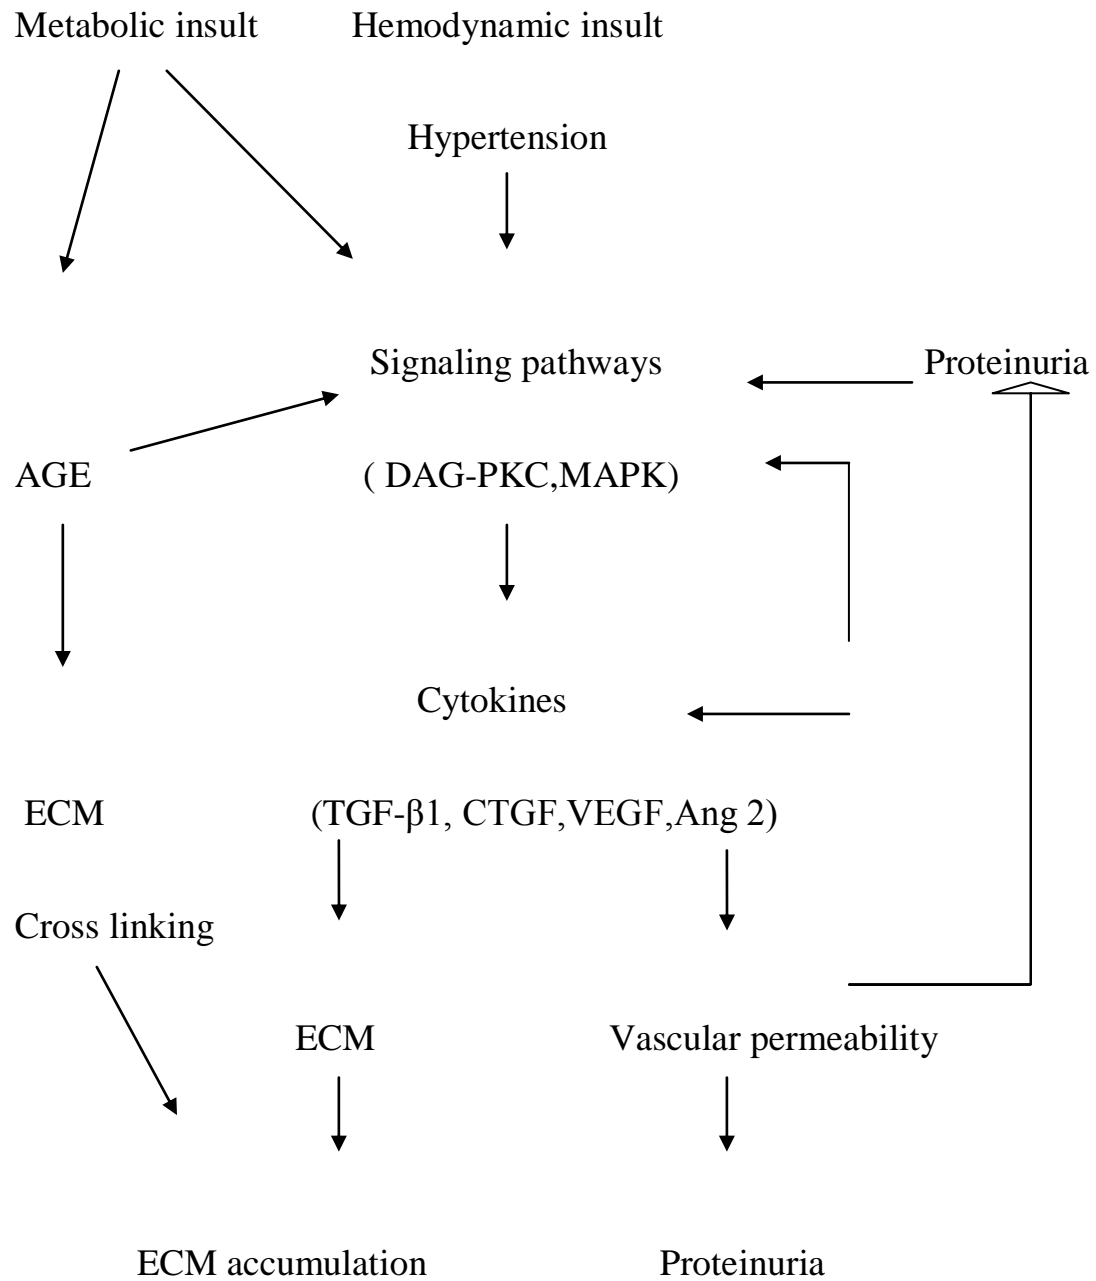 Metabolic insult Hemodynamic insult
Hypertension
Signaling pathways Proteinuria
AGE ( DAG-PKC,MAPK)
Cytokines
ECM (TGF-β1, CTGF,VEGF,Ang 2)
Cross linking
ECM Vascular permeability
ECM accumulation Proteinuria